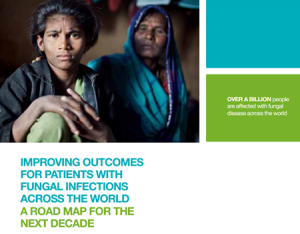 OVER A BILLION people
are affected with fungal
disease across the world
IMPROVING OUTCOMES
FOR PATIENTS WITH
FUNGAL INFECTIONS
ACROSS THE WORLD
A ROAD MAP FOR THE
NEXT DECADE